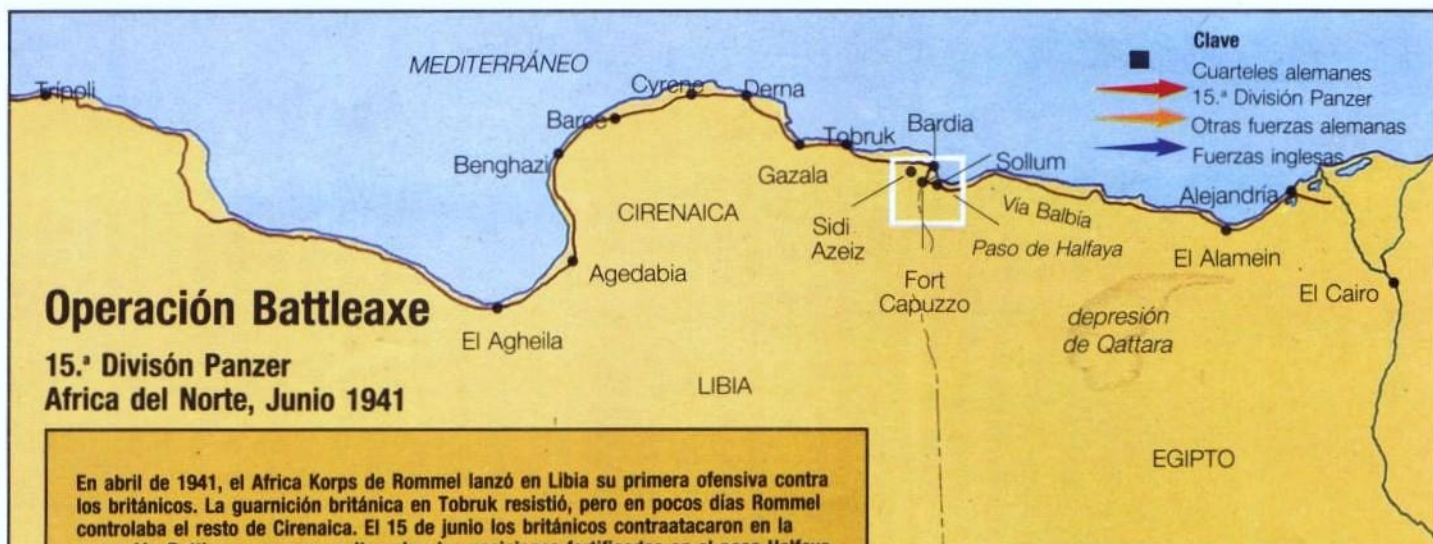 MEDITERRÁNEO
Clave
Cuarteles alemanes
15.ª División Panzer
Otras fuerzas alemanas
Fuerzas inglesas
Trípoli
Cyrene
Derna
Barce
Benghazi
Gazala
Tobruk
Bardia
Sollum
Alejandría
CIRENAICA
Sidi
Azeiz
Vía Balbía
Paso de Halfaya
Agedabia
Fort
Capuzzo
El Alamein
El Cairo
El Agheila
depresión
de Qattara
LIBIA
EGIPTO
Operación Battleaxe
15.ª Divisón Panzer
Africa del Norte, Junio 1941
En abril de 1941, el Africa Korps de Rommel lanzó en Libia su primera ofensiva contra
los británicos. La guarnición británica en Tobruk resistió, pero en pocos días Rommel
controlaba el resto de Cirenaica. El 15 de junio los británicos contraatacaron en la